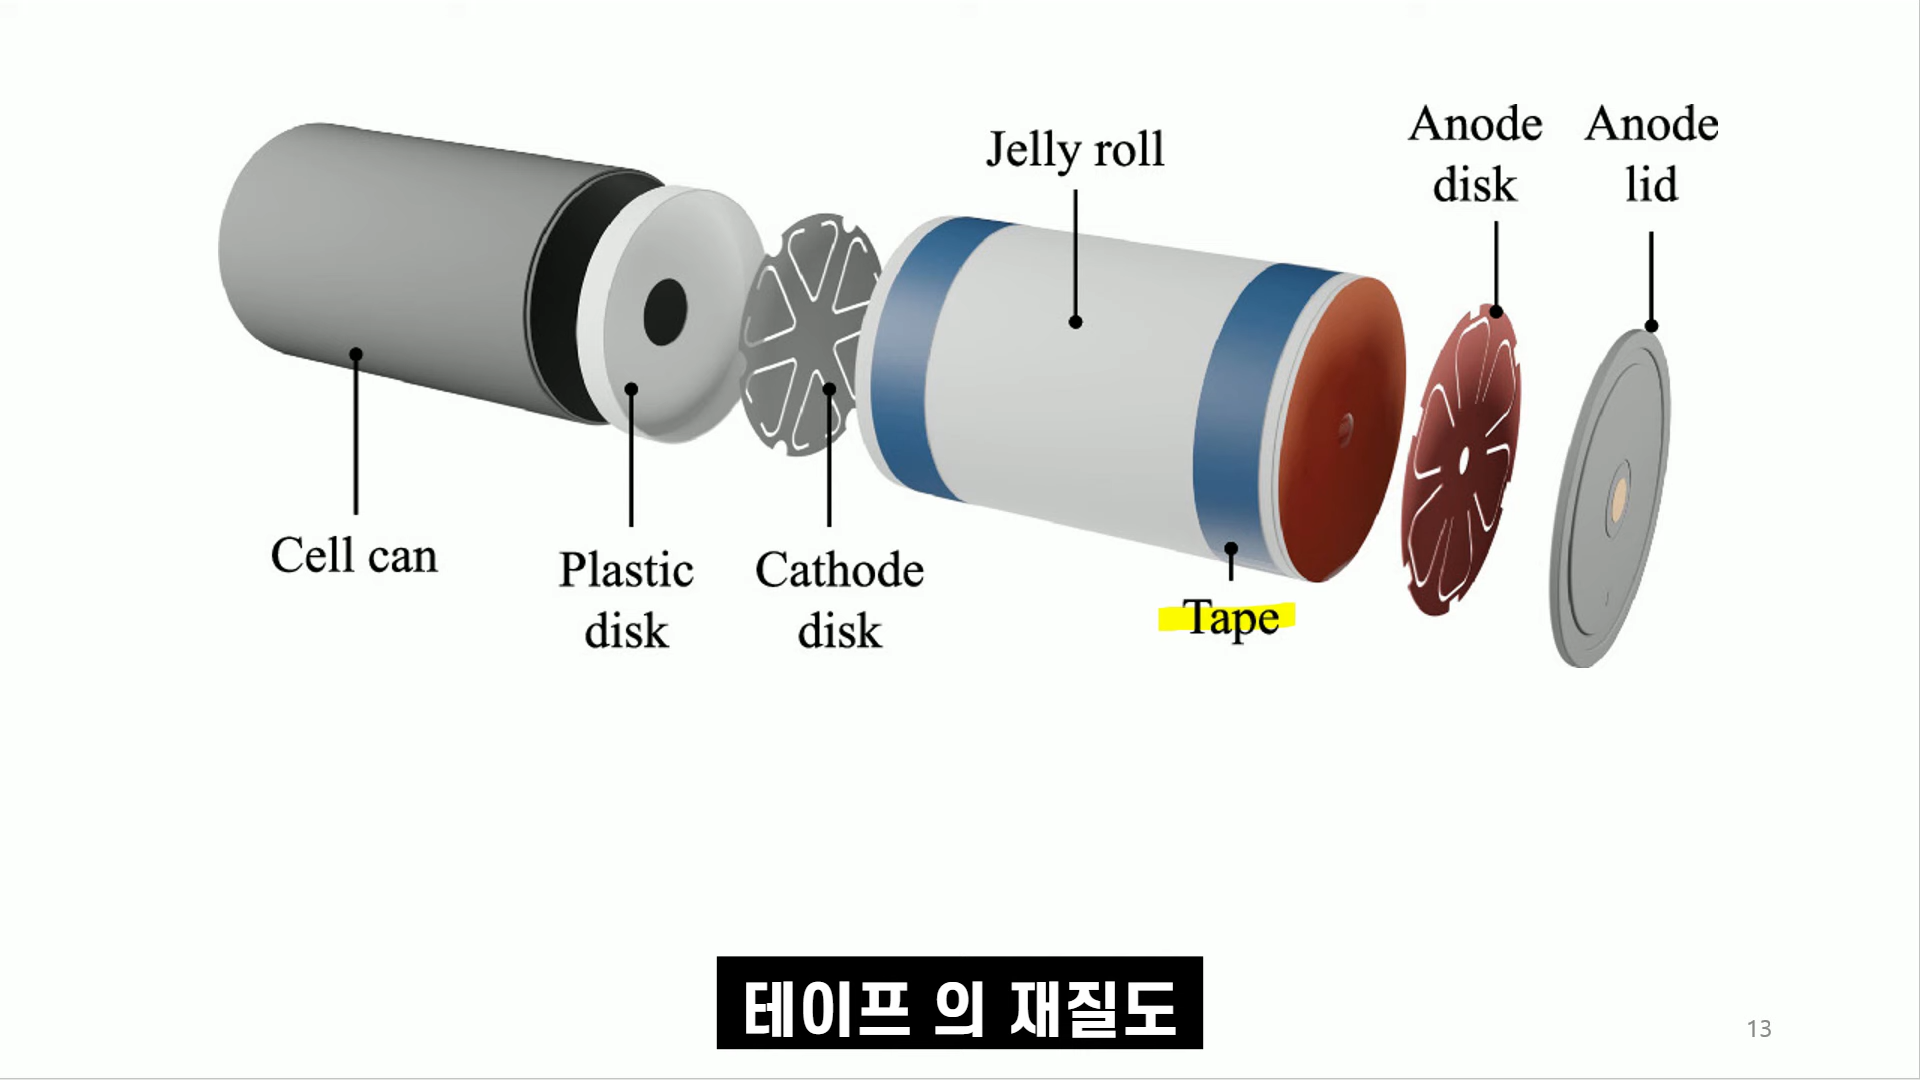 Jelly roll
Anode
disk
Anode
lid
Cell can
Plastic
disk
Cathode
disk
Tape
테이프 의 재질도
13